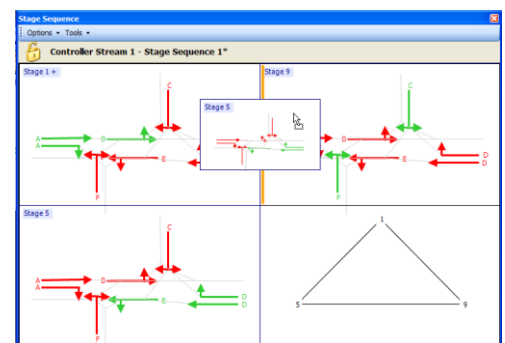 Stage Sequence
Options Tools
Controller Stream 1 - Stage Sequence 1*
Stage 1 +
Stage 9
C
C
Stage 5
A
B
A
E
D
D
E
D
F
F
Stage 5
C
1
A
B
A
E
D
D
5
9
F